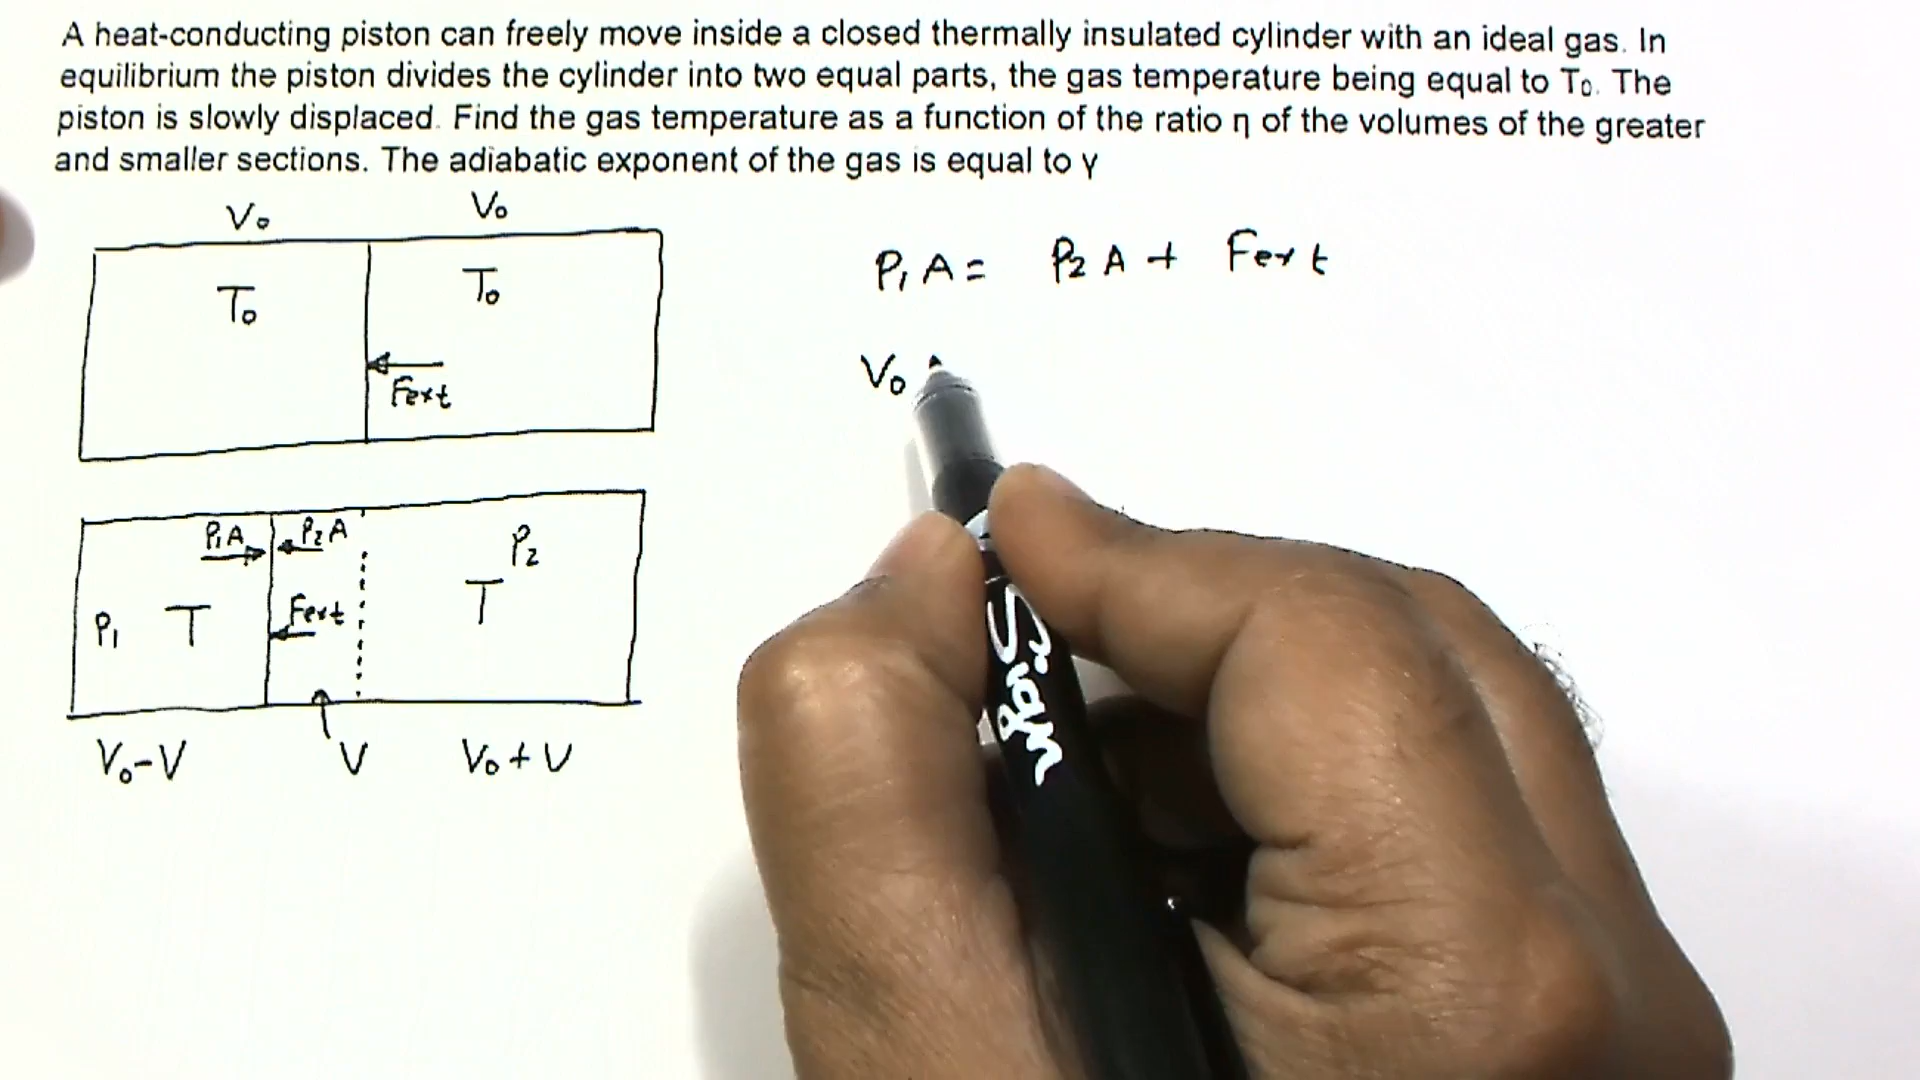 A heat-conducting piston can freely move inside a closed thermally insulated cylinder with an ideal gas. In
equilibrium the piston divides the cylinder into two equal parts, the gas temperature being equal to T₀. The
piston is slowly displaced. Find the gas temperature as a function of the ratio η of the volumes of the greater
and smaller sections. The adiabatic exponent of the gas is equal to γ
V₀ V₀
T₀ T₀
Fext
P₁A = P₂A + Fext
V₀
P₁A P₂A P₂
P₁ T Fext T
V₀-V V V₀+V
Sign